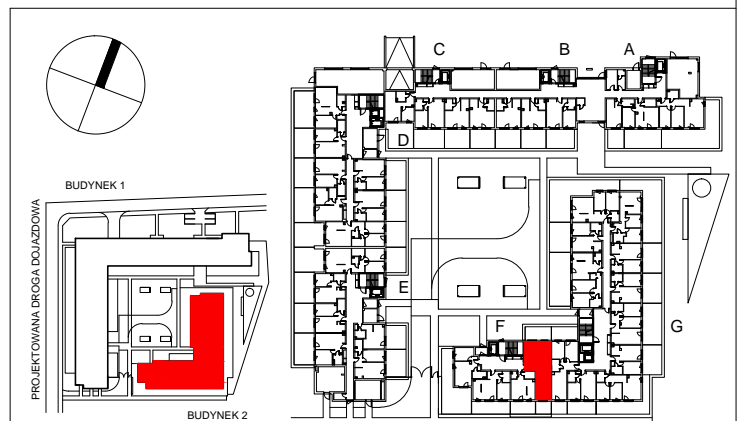 C B A
D
BUDYNEK 1
PROJEKTOWANA DROGA DOJAZDOWA
E
F
G
BUDYNEK 2